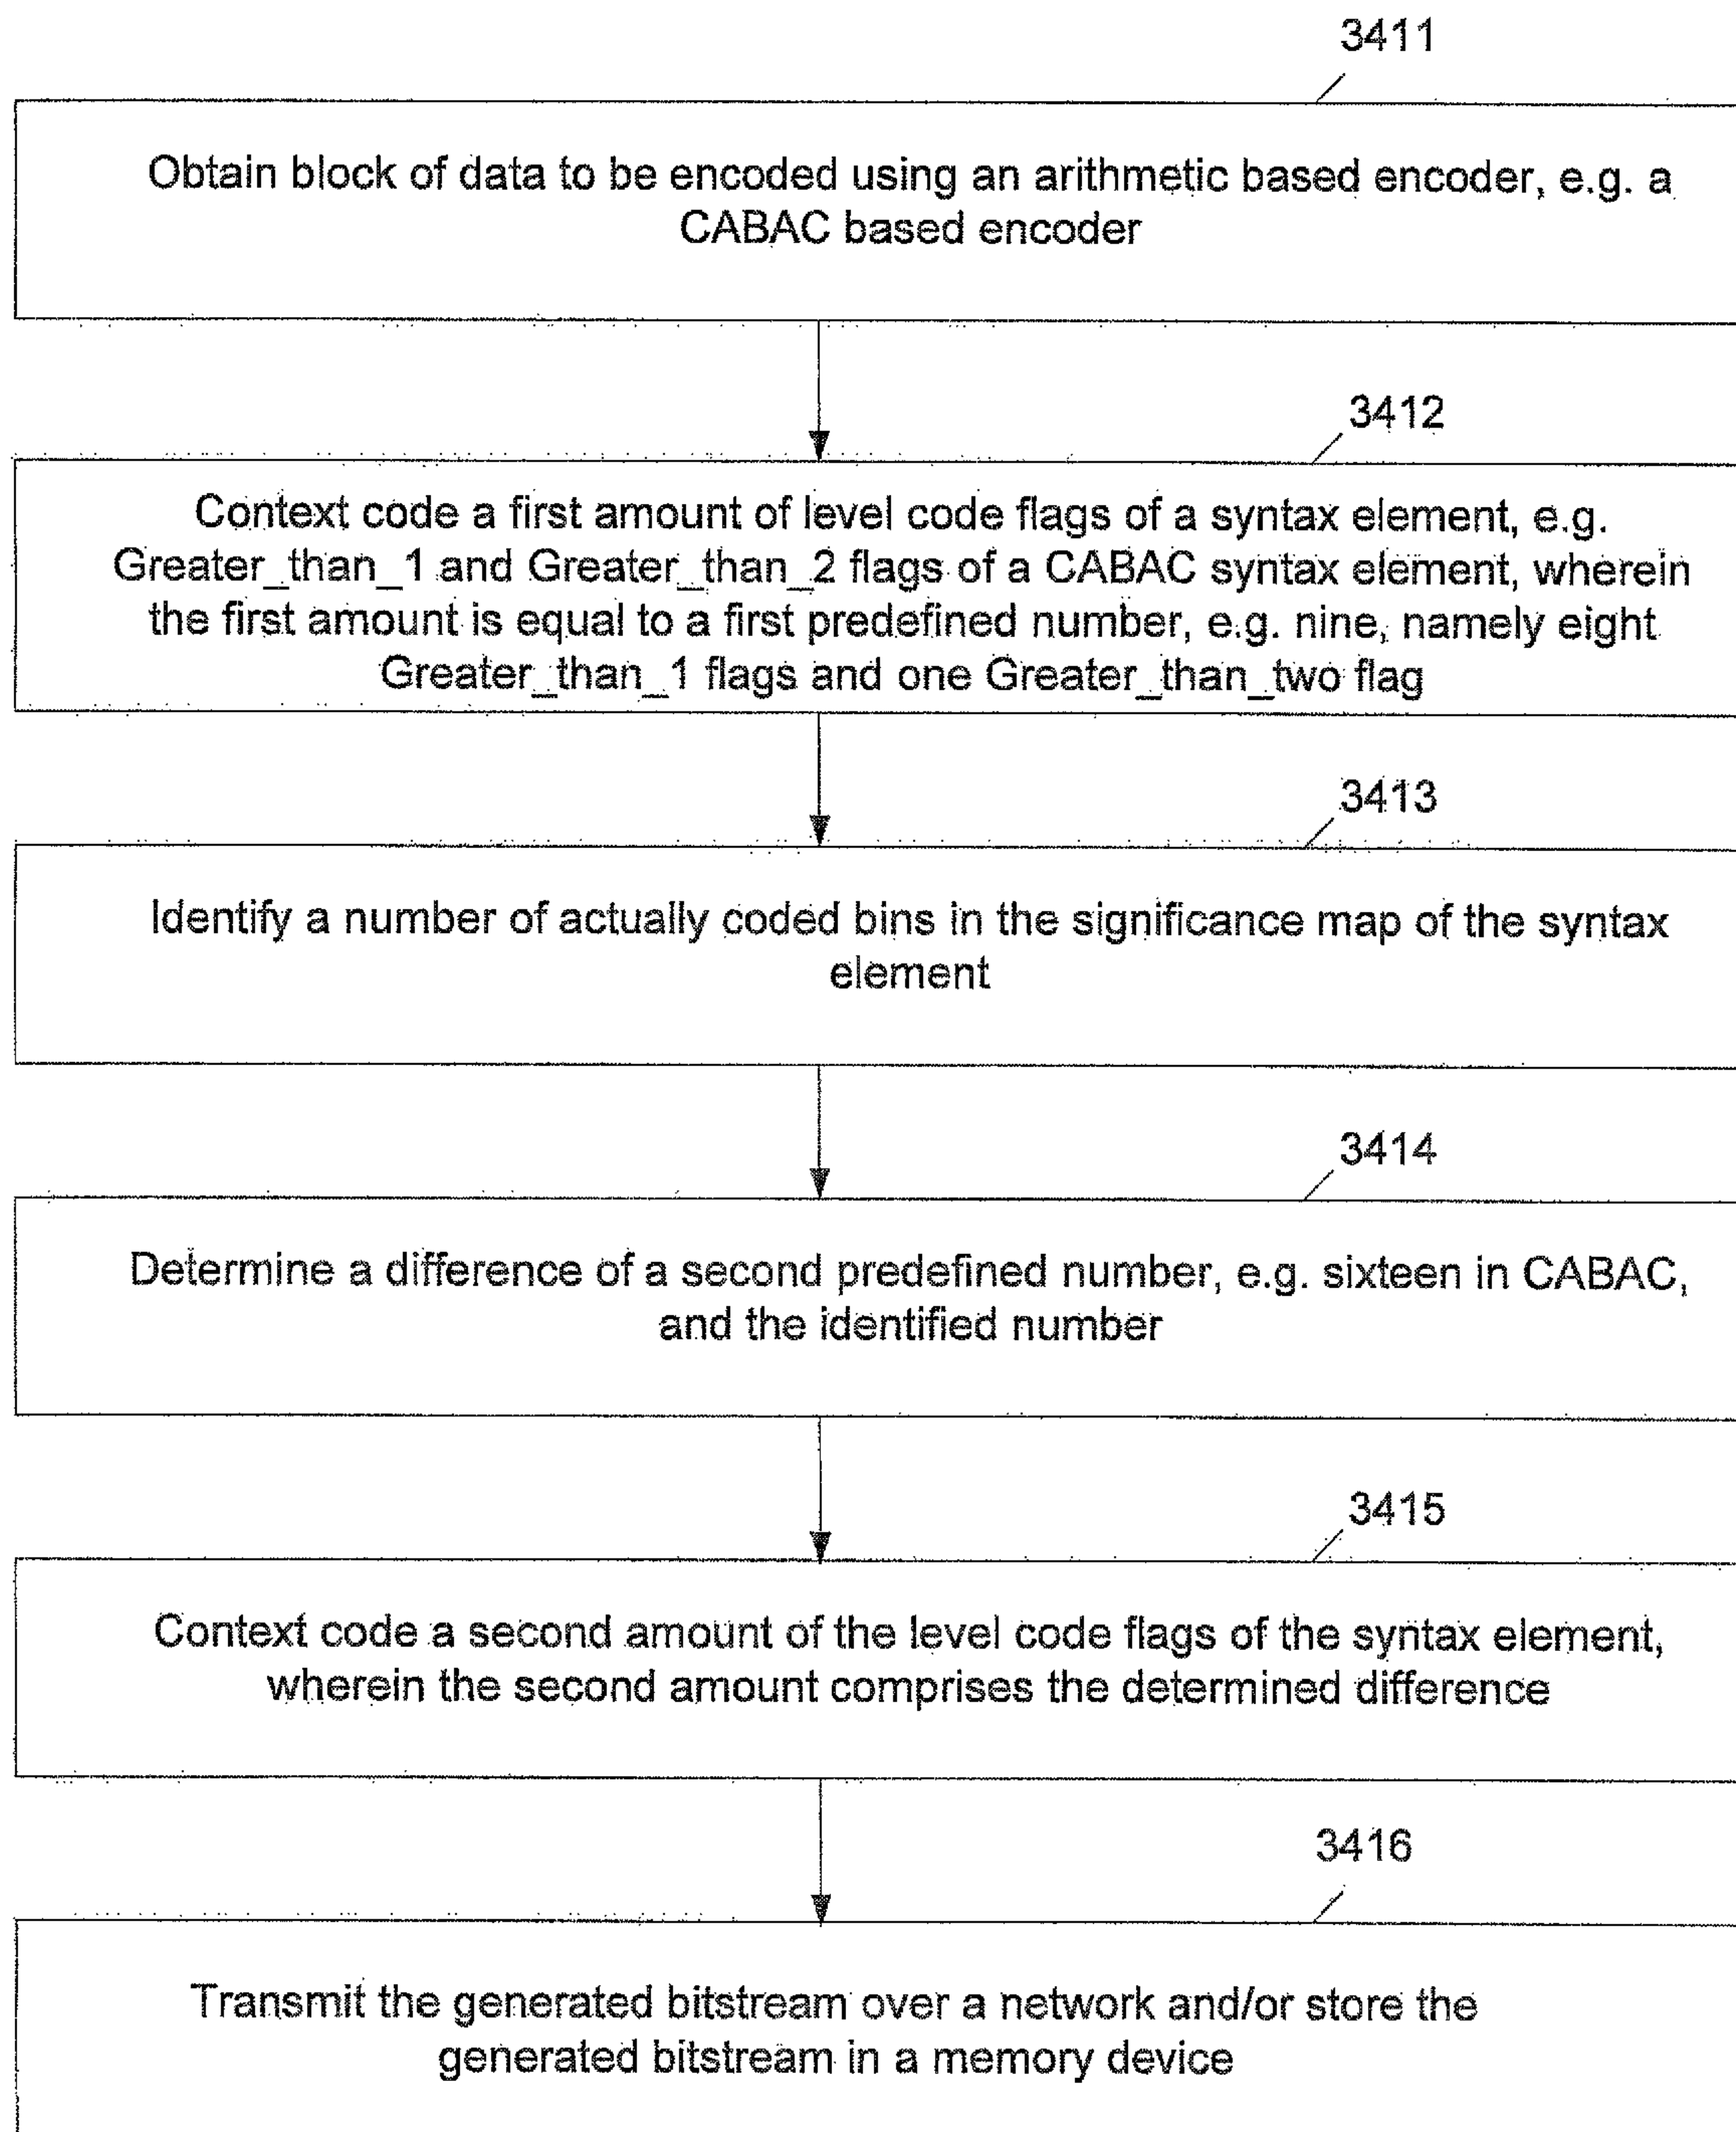 3411
Obtain block of data to be encoded using an arithmetic based encoder, e.g. a
CABAC based encoder
3412
Context code a first amount of level code flags of a syntax element, e.g.
Greater_than_1 and Greater_than_2 flags of a CABAC syntax element, wherein
the first amount is equal to a first predefined number, e.g. nine, namely eight
Greater_than_1 flags and one Greater_than_two flag
3413
Identify a number of actually coded bins in the significance map of the syntax
element
3414
Determine a difference of a second predefined number, e.g. sixteen in CABAC,
and the identified number
3415
Context code a second amount of the level code flags of the syntax element,
wherein the second amount comprises the determined difference
3416
Transmit the generated bitstream over a network and/or store the
generated bitstream in a memory device